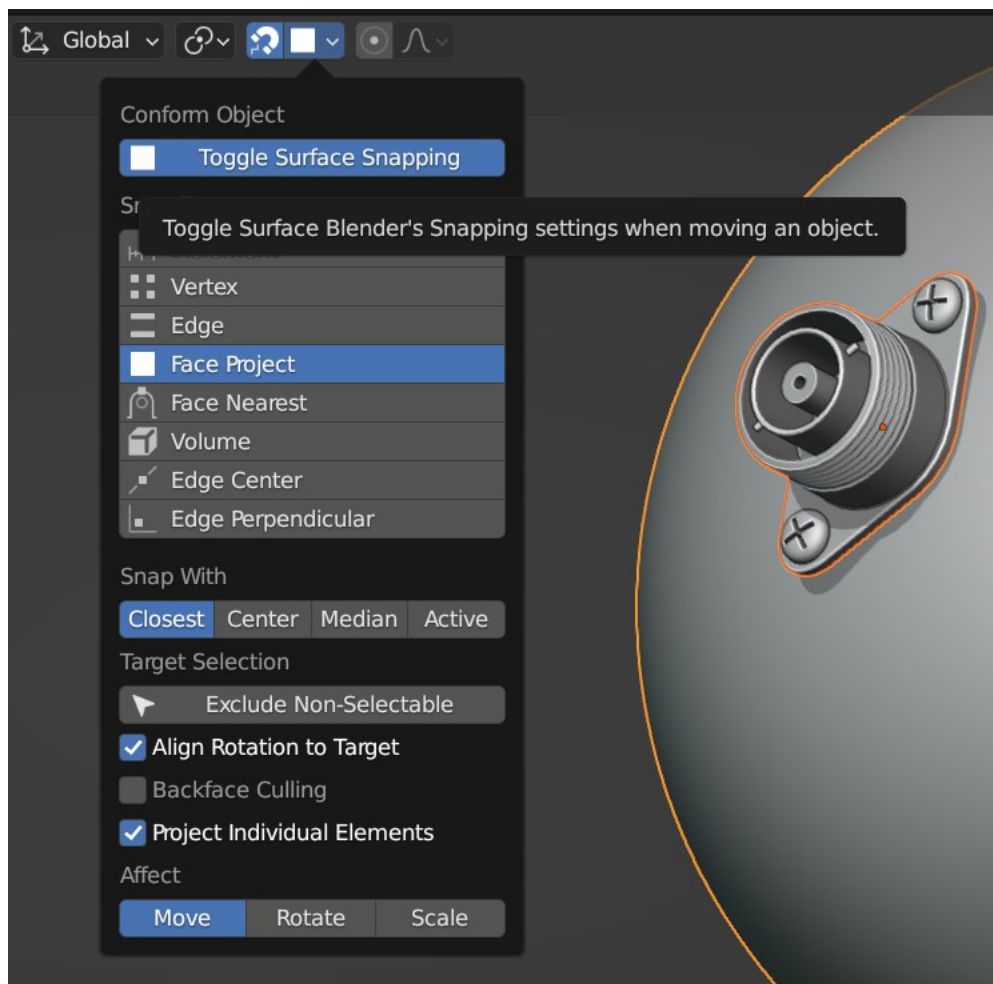 Global
Conform Object
Toggle Surface Snapping
Toggle Surface Blender's Snapping settings when moving an object.
Vertex
Edge
Face Project
Face Nearest
Volume
Edge Center
Edge Perpendicular
Snap With
Closest Center Median Active
Target Selection
Exclude Non-Selectable
Align Rotation to Target
Backface Culling
Project Individual Elements
Affect
Move Rotate Scale